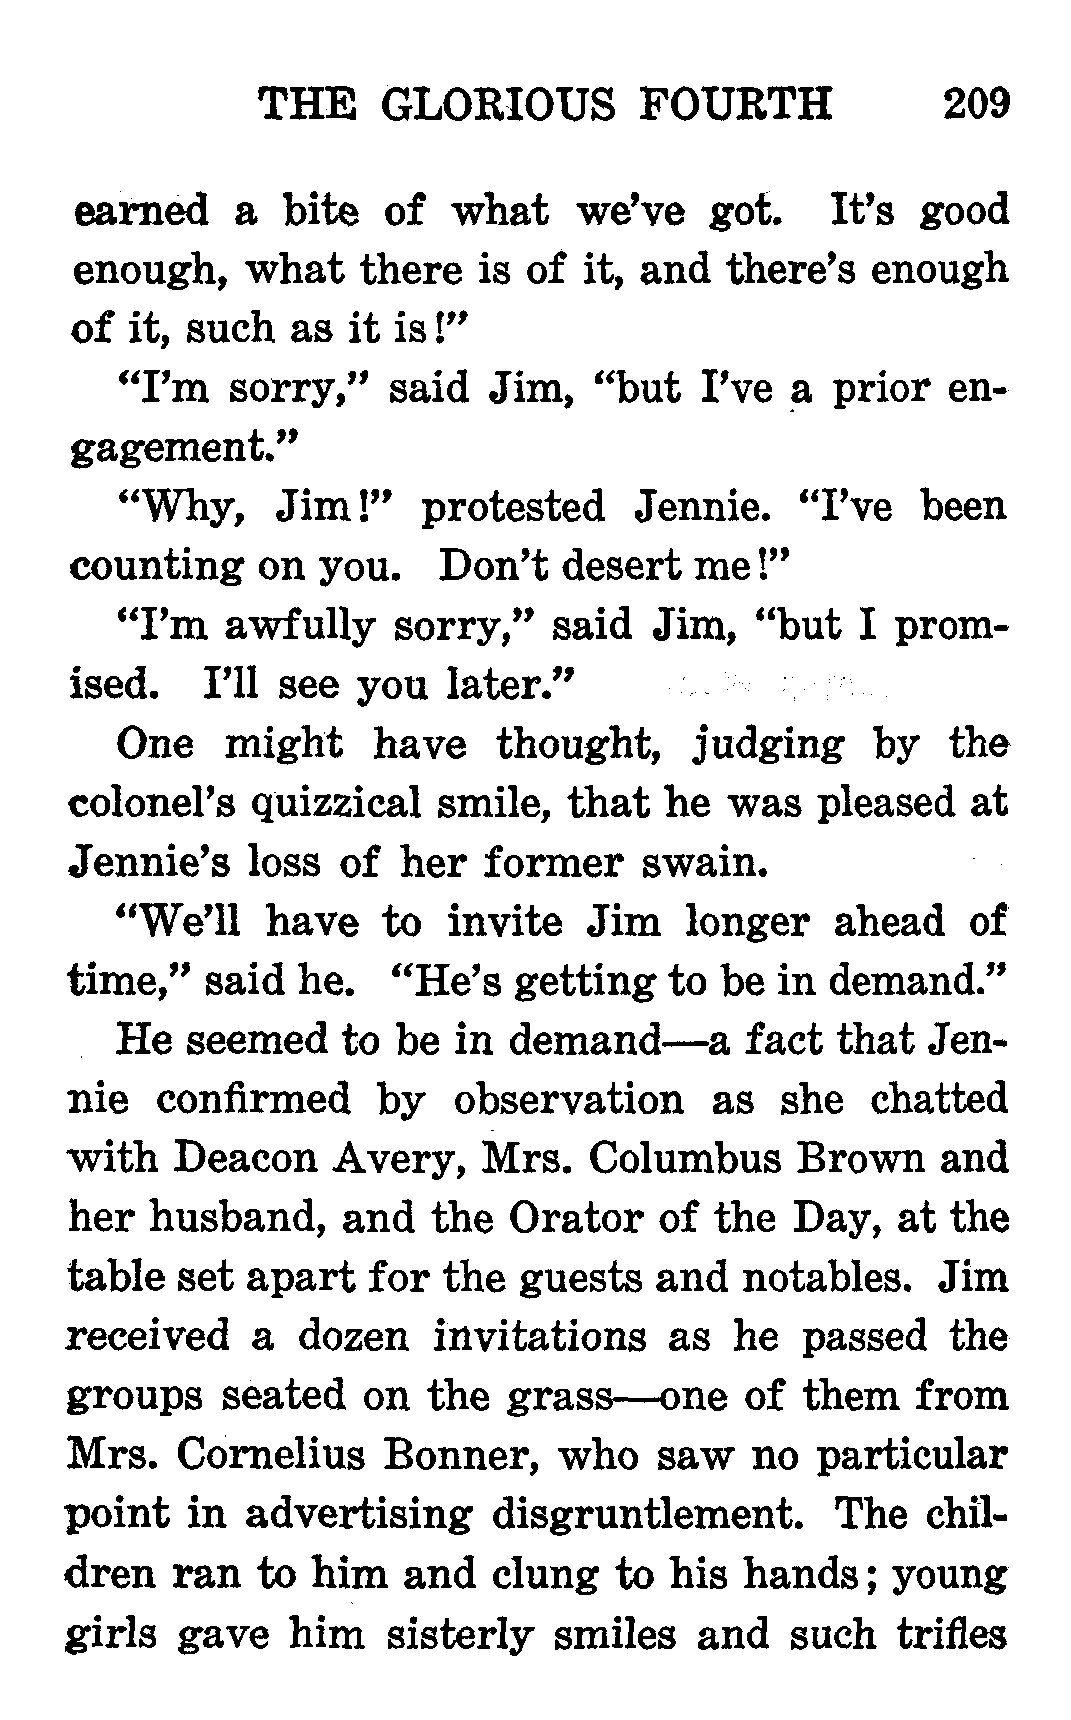 THE GLORIOUS FOURTH 209
earned a bite of what we've got. It's good
enough, what there is of it, and there's enough
of it, such as it is!"
"I'm sorry," said Jim, "but I've a prior en-
gagement."
"Why, Jim!" protested Jennie. "I've been
counting on you. Don't desert me!"
"I'm awfully sorry," said Jim, "but I prom-
ised. I'll see you later."
One might have thought, judging by the
colonel's quizzical smile, that he was pleased at
Jennie's loss of her former swain.
"We'll have to invite Jim longer ahead of
time," said he. "He's getting to be in demand."
He seemed to be in demand—a fact that Jen-
nie confirmed by observation as she chatted
with Deacon Avery, Mrs. Columbus Brown and
her husband, and the Orator of the Day, at the
table set apart for the guests and notables. Jim
received a dozen invitations as he passed the
groups seated on the grass—one of them from
Mrs. Cornelius Bonner, who saw no particular
point in advertising disgruntlement. The chil-
dren ran to him and clung to his hands; young
girls gave him sisterly smiles and such trifles